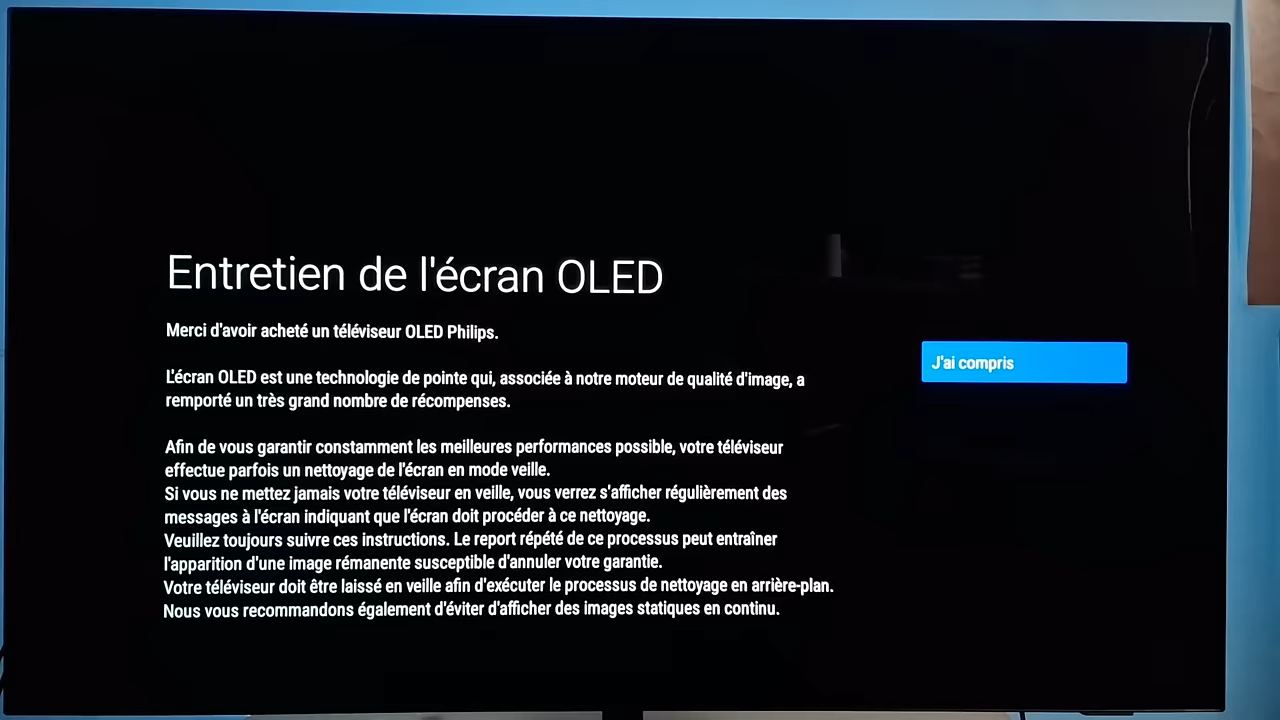 Entretien de l'écran OLED
Merci d'avoir acheté un téléviseur OLED Philips.
L'écran OLED est une technologie de pointe qui, associée à notre moteur de qualité d'image, a
remporté un très grand nombre de récompenses.
J'ai compris
Afin de vous garantir constamment les meilleures performances possible, votre téléviseur
effectue parfois un nettoyage de l'écran en mode veille.
Si vous ne mettez jamais votre téléviseur en veille, vous verrez s'afficher régulièrement des
messages à l'écran indiquant que l'écran doit procéder à ce nettoyage.
Veuillez toujours suivre ces instructions. Le report répété de ce processus peut entraîner
l'apparition d'une image rémanente susceptible d'annuler votre garantie.
Votre téléviseur doit être laissé en veille afin d'exécuter le processus de nettoyage en arrière-plan.
Nous vous recommandons également d'éviter d'afficher des images statiques en continu.